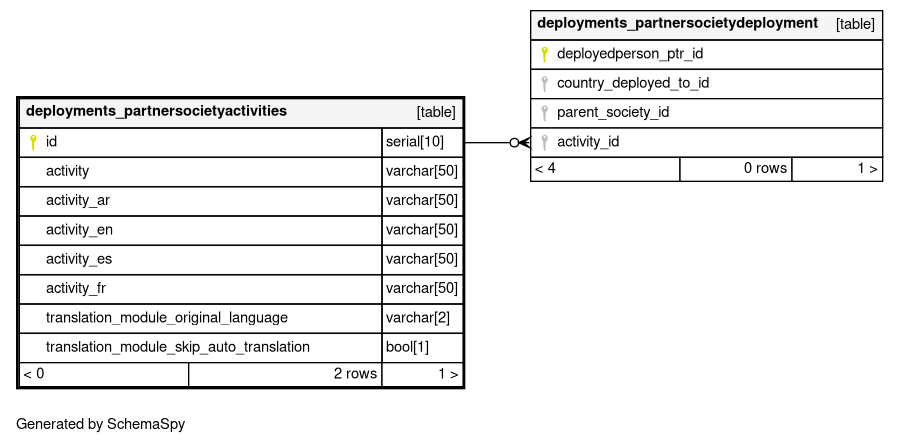 deployments_partnersocietydeployment [table]
deployedperson_ptr_id
country_deployed_to_id
parent_society_id
activity_id
< 4 0 rows 1 >
deployments_partnersocietyactivities [table]
id serial[10]
activity varchar[50]
activity_ar varchar[50]
activity_en varchar[50]
activity_es varchar[50]
activity_fr varchar[50]
translation_module_original_language varchar[2]
translation_module_skip_auto_translation bool[1]
< 0 2 rows 1 >
Generated by SchemaSpy